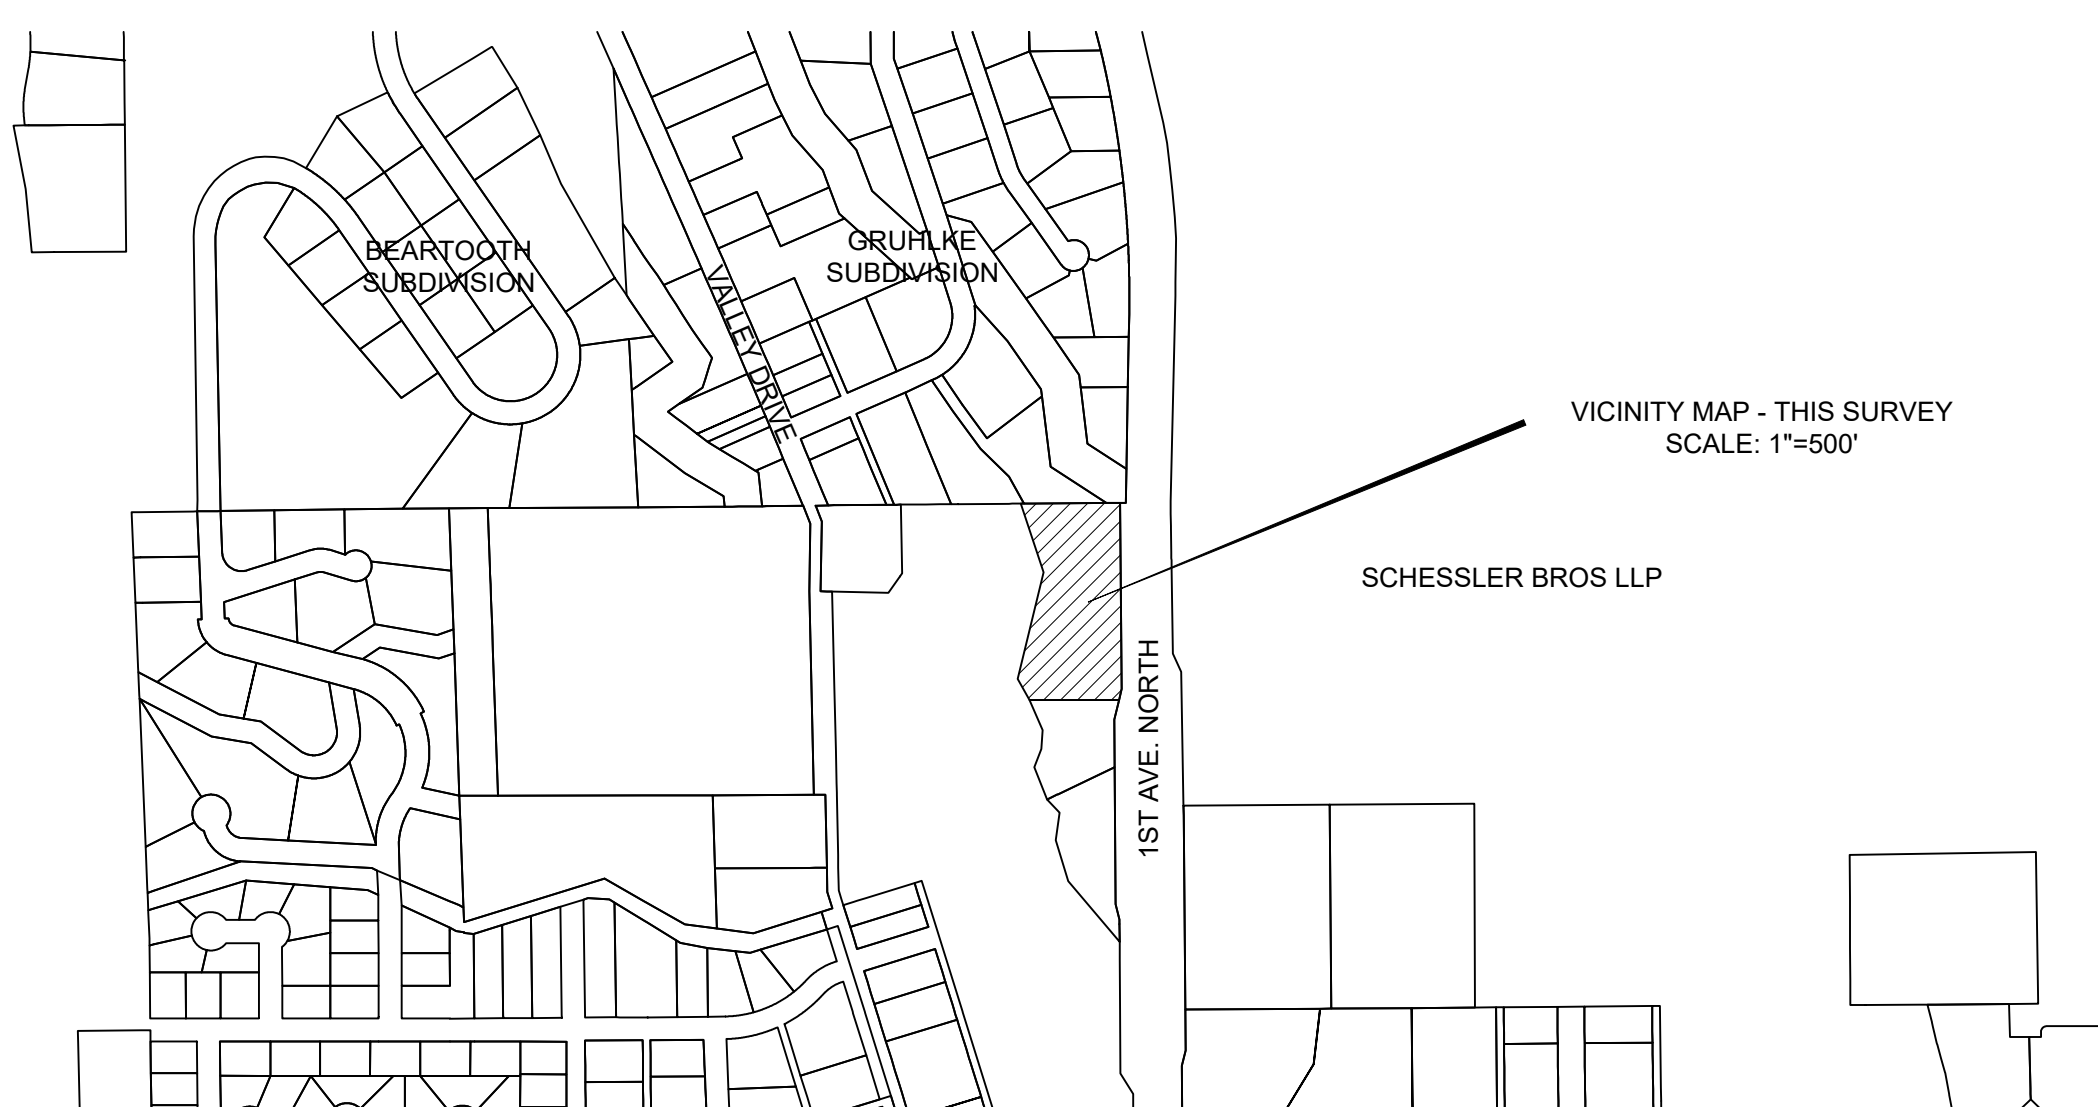 BEARTOOTH
SUBDIVISION
GRUHLKE
SUBDIVISION
VALLEY DRIVE
VICINITY MAP - THIS SURVEY
SCALE: 1"=500'
SCHESSLER BROS LLP
1ST AVE. NORTH